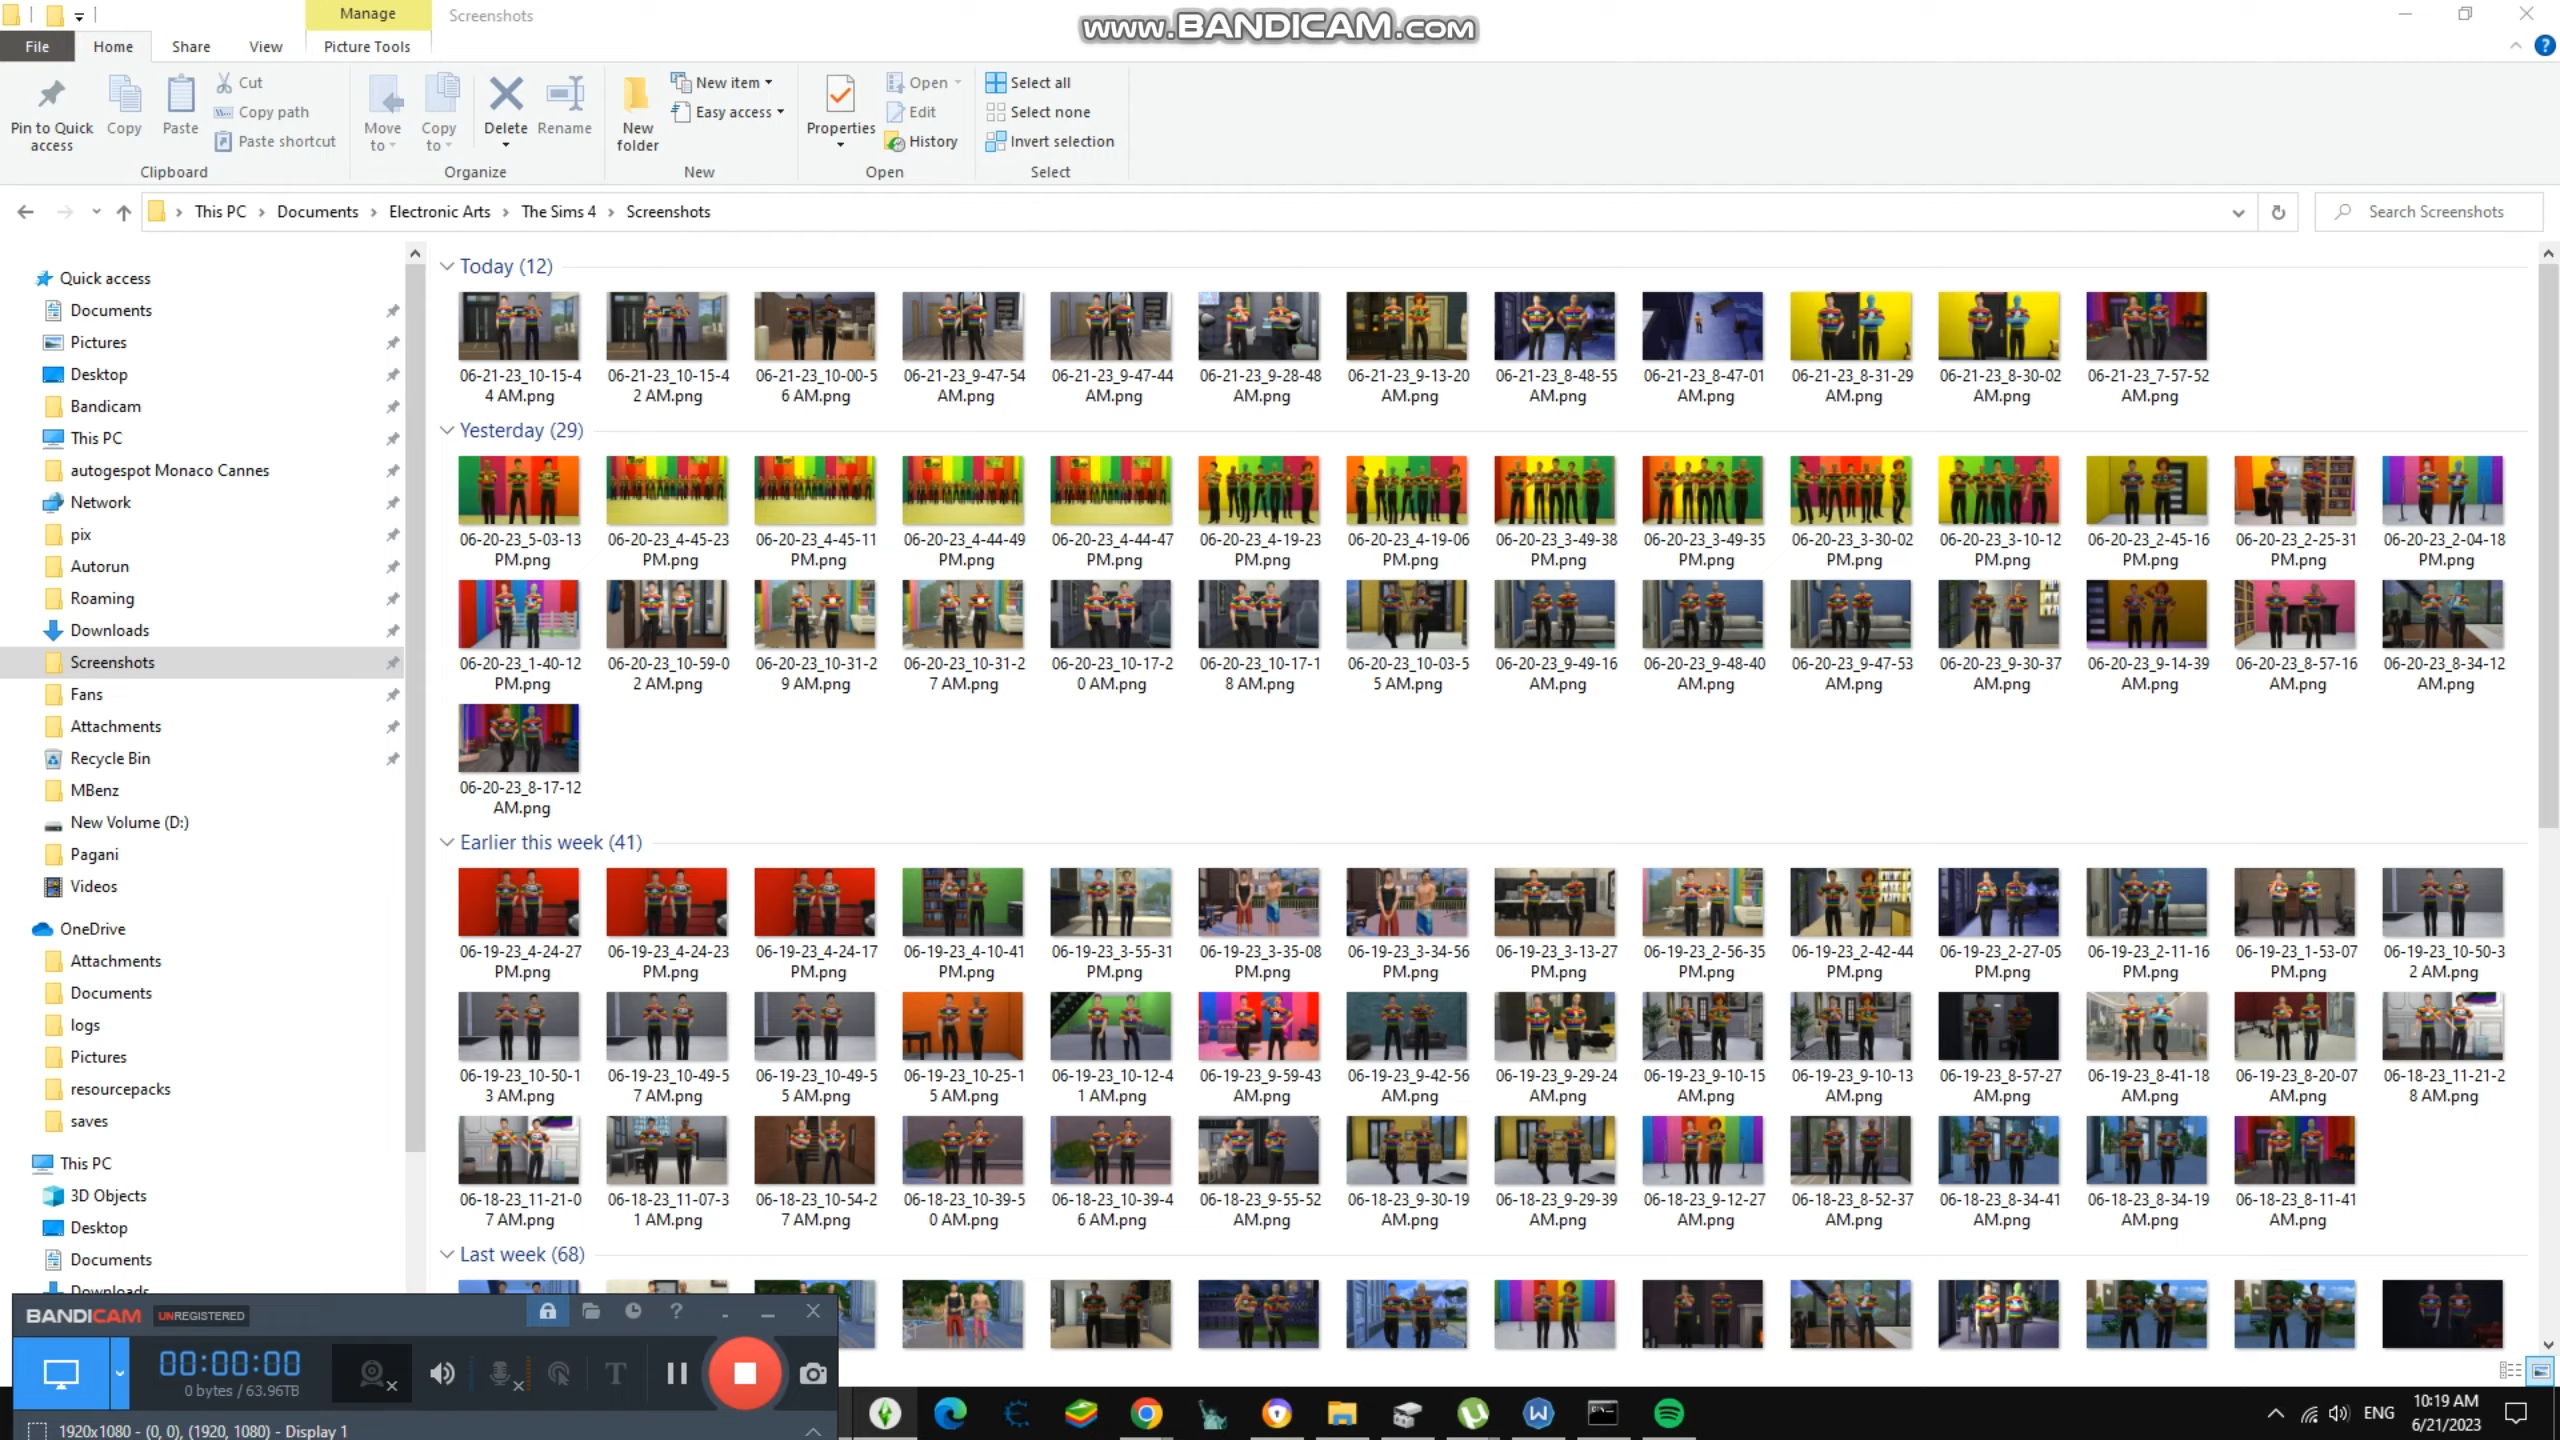 Manage
Screenshots
www.BANDICAM.com
File
Home
Share
View
Picture Tools
Pin to Quick access
Copy
Paste
Cut
Copy path
Paste shortcut
Clipboard
Move to
Copy to
Delete
Rename
Organize
New folder
New item
Easy access
New
Properties
Open
Edit
History
Open
Select all
Select none
Invert selection
Select
This PC > Documents > Electronic Arts > The Sims 4 > Screenshots
Search Screenshots
Quick access
Documents
Pictures
Desktop
Bandicam
This PC
autogespot Monaco Cannes
Network
pix
Autorun
Roaming
Downloads
Screenshots
Fans
Attachments
Recycle Bin
MBenz
New Volume (D:)
Pagani
Videos
OneDrive
Attachments
Documents
logs
Pictures
resourcepacks
saves
This PC
3D Objects
Desktop
Documents
Downloads
Today (12)
06-21-23_10-15-44 AM.png
06-21-23_10-15-42 AM.png
06-21-23_10-00-56 AM.png
06-21-23_9-47-54 AM.png
06-21-23_9-47-44 AM.png
06-21-23_9-28-48 AM.png
06-21-23_9-13-20 AM.png
06-21-23_8-48-55 AM.png
06-21-23_8-47-01 AM.png
06-21-23_8-31-29 AM.png
06-21-23_8-30-02 AM.png
06-21-23_7-57-52 AM.png
Yesterday (29)
06-20-23_5-03-13 PM.png
06-20-23_4-45-23 PM.png
06-20-23_4-45-11 PM.png
06-20-23_4-44-49 PM.png
06-20-23_4-44-47 PM.png
06-20-23_4-19-23 PM.png
06-20-23_4-19-06 PM.png
06-20-23_3-49-38 PM.png
06-20-23_3-49-35 PM.png
06-20-23_3-30-02 PM.png
06-20-23_3-10-12 PM.png
06-20-23_2-45-16 PM.png
06-20-23_2-25-31 PM.png
06-20-23_2-04-18 PM.png
06-20-23_1-40-12 PM.png
06-20-23_10-59-02 AM.png
06-20-23_10-31-29 AM.png
06-20-23_10-31-27 AM.png
06-20-23_10-17-20 AM.png
06-20-23_10-17-18 AM.png
06-20-23_10-03-55 AM.png
06-20-23_9-49-16 AM.png
06-20-23_9-48-40 AM.png
06-20-23_9-47-53 AM.png
06-20-23_9-30-37 AM.png
06-20-23_9-14-39 AM.png
06-20-23_8-57-16 AM.png
06-20-23_8-34-12 AM.png
06-20-23_8-17-12 AM.png
Earlier this week (41)
06-19-23_4-24-27 PM.png
06-19-23_4-24-23 PM.png
06-19-23_4-24-17 PM.png
06-19-23_4-10-41 PM.png
06-19-23_3-55-31 PM.png
06-19-23_3-35-08 PM.png
06-19-23_3-34-56 PM.png
06-19-23_3-13-27 PM.png
06-19-23_2-56-35 PM.png
06-19-23_2-42-44 PM.png
06-19-23_2-27-05 PM.png
06-19-23_2-11-16 PM.png
06-19-23_1-53-07 PM.png
06-19-23_10-50-32 AM.png
06-19-23_10-50-13 AM.png
06-19-23_10-49-57 AM.png
06-19-23_10-49-55 AM.png
06-19-23_10-25-15 AM.png
06-19-23_10-12-41 AM.png
06-19-23_9-59-43 AM.png
06-19-23_9-42-56 AM.png
06-19-23_9-29-24 AM.png
06-19-23_9-10-15 AM.png
06-19-23_9-10-13 AM.png
06-19-23_8-57-27 AM.png
06-19-23_8-41-18 AM.png
06-19-23_8-20-07 AM.png
06-18-23_11-21-28 AM.png
06-18-23_11-21-07 AM.png
06-18-23_11-07-31 AM.png
06-18-23_10-54-27 AM.png
06-18-23_10-39-50 AM.png
06-18-23_10-39-46 AM.png
06-18-23_9-55-52 AM.png
06-18-23_9-30-19 AM.png
06-18-23_9-29-39 AM.png
06-18-23_9-12-27 AM.png
06-18-23_8-52-37 AM.png
06-18-23_8-34-41 AM.png
06-18-23_8-34-19 AM.png
06-18-23_8-11-41 AM.png
Last week (68)
BANDICAM UNREGISTERED
00:00:00
0 bytes / 63.96TB
1920x1080 - (0, 0), (1920, 1080) - Display 1
ENG
10:19 AM
6/21/2023